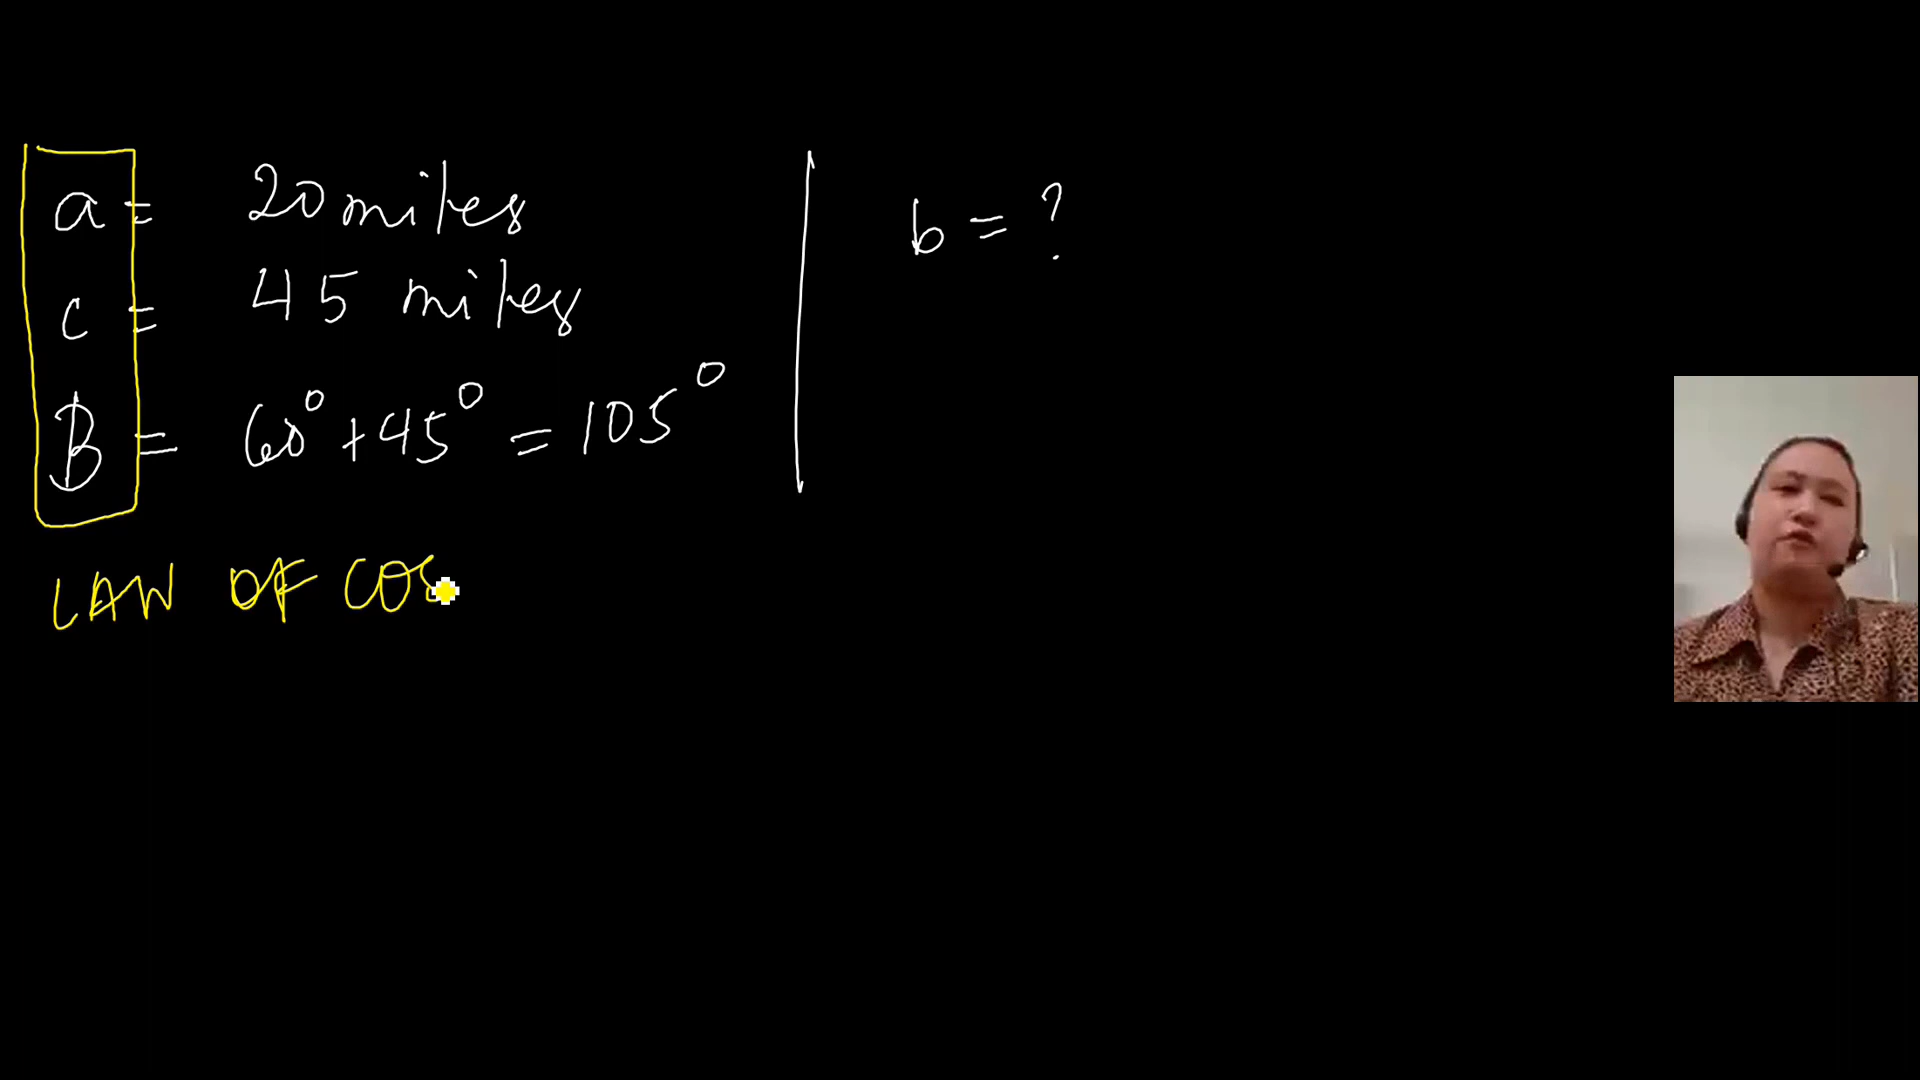 a = 20 miles
c = 45 miles
B = 60° + 45° = 105°
b = ?
LAW OF COS